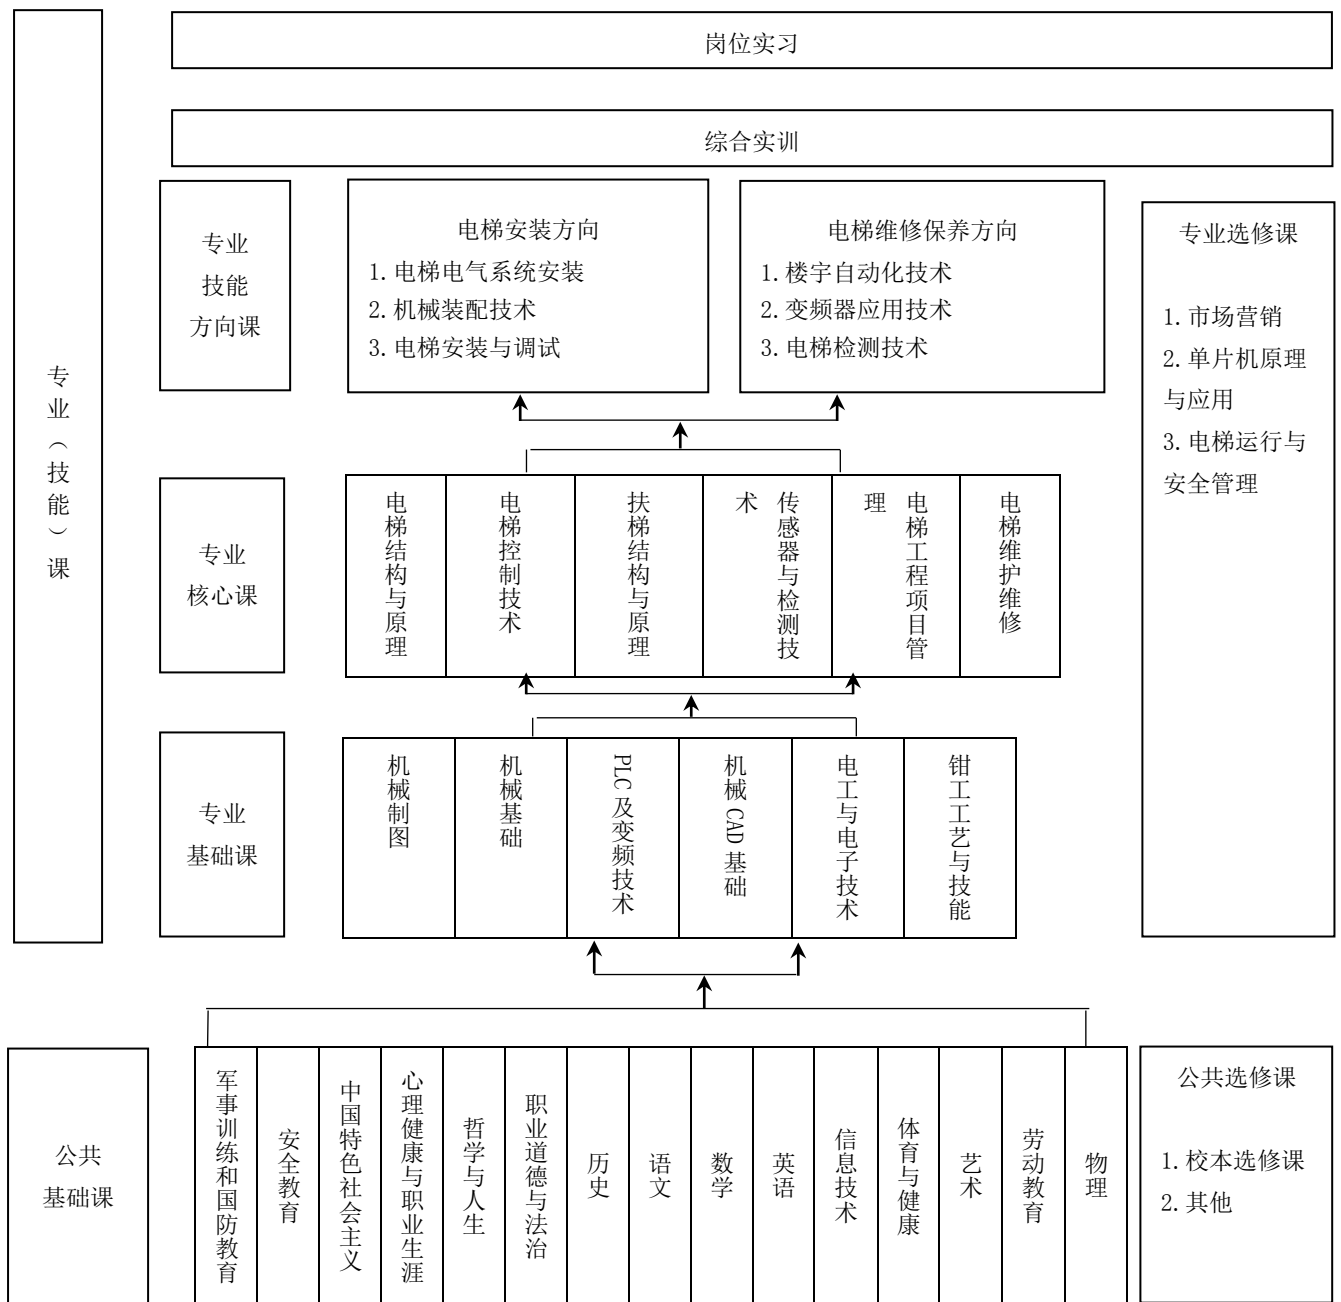 岗位实习
综合实训
专业（技能）课
专业
技能
方向课
电梯安装方向
1.电梯电气系统安装
2.机械装配技术
3.电梯安装与调试
电梯维修保养方向
1.楼宇自动化技术
2.变频器应用技术
3.电梯检测技术
专业选修课
1.市场营销
2.单片机原理
与应用
3.电梯运行与
安全管理
专业
核心课
电梯结构与原理
电梯控制技术
扶梯结构与原理
传感器与检测技
术
电梯工程项目管
理
电梯维护维修
专业
基础课
机械制图
机械基础
PLC及变频技术
机械CAD基础
电工与电子技术
钳工工艺与技能
公共
基础课
军事训练和国防教育
安全教育
中国特色社会主义
心理健康与职业生涯
哲学与人生
职业道德与法治
历史
语文
数学
英语
信息技术
体育与健康
艺术
劳动教育
物理
公共选修课
1.校本选修课
2.其他